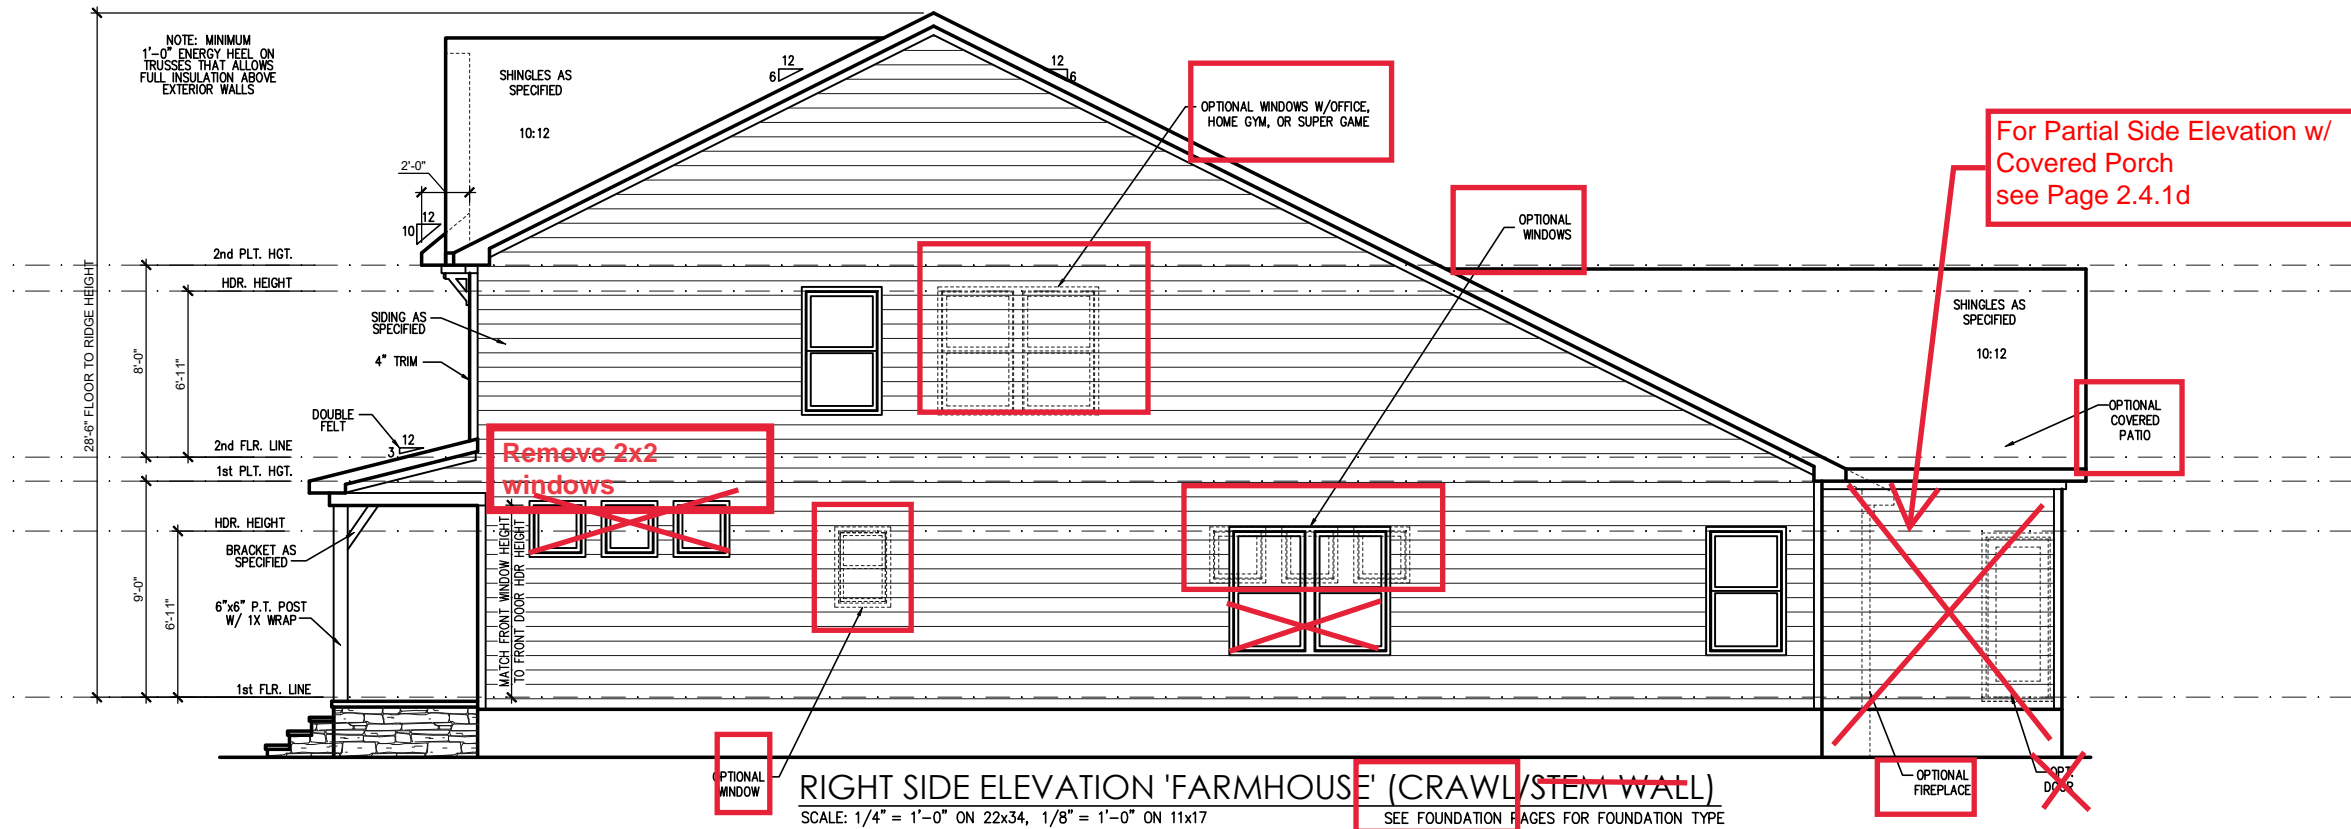 NOTE: MINIMUM
1'-0" ENERGY HEEL ON
TRUSSES THAT ALLOWS
FULL INSULATION ABOVE
EXTERIOR WALLS
SHINGLES AS
SPECIFIED
10:12
12
6
12
6
OPTIONAL WINDOWS W/OFFICE,
HOME GYM, OR SUPER GAME
For Partial Side Elevation w/
Covered Porch
see Page 2.4.1d
2'-0"
12
10
OPTIONAL
WINDOWS
2nd PLT. HGT.
HDR. HEIGHT
28'-6" FLOOR TO RIDGE HEIGHT
8'-0"
6'-11"
SIDING AS
SPECIFIED
4" TRIM
SHINGLES AS
SPECIFIED
10:12
DOUBLE
FELT
12
3
OPTIONAL
COVERED
PATIO
2nd FLR. LINE
1st PLT. HGT.
Remove 2x2
windows
HDR. HEIGHT
BRACKET AS
SPECIFIED
9'-0"
6'-11"
6"x6" P.T. POST
W/ 1X WRAP
MATCH FRONT WINDOW HEIGHT
TO FRONT DOOR HDR HEIGHT
1st FLR. LINE
OPTIONAL
WINDOW
OPTIONAL
FIREPLACE
OPT.
DOOR
RIGHT SIDE ELEVATION 'FARMHOUSE' (CRAWL/STEM WALL)
SCALE: 1/4" = 1'-0" ON 22x34, 1/8" = 1'-0" ON 11x17
SEE FOUNDATION PAGES FOR FOUNDATION TYPE